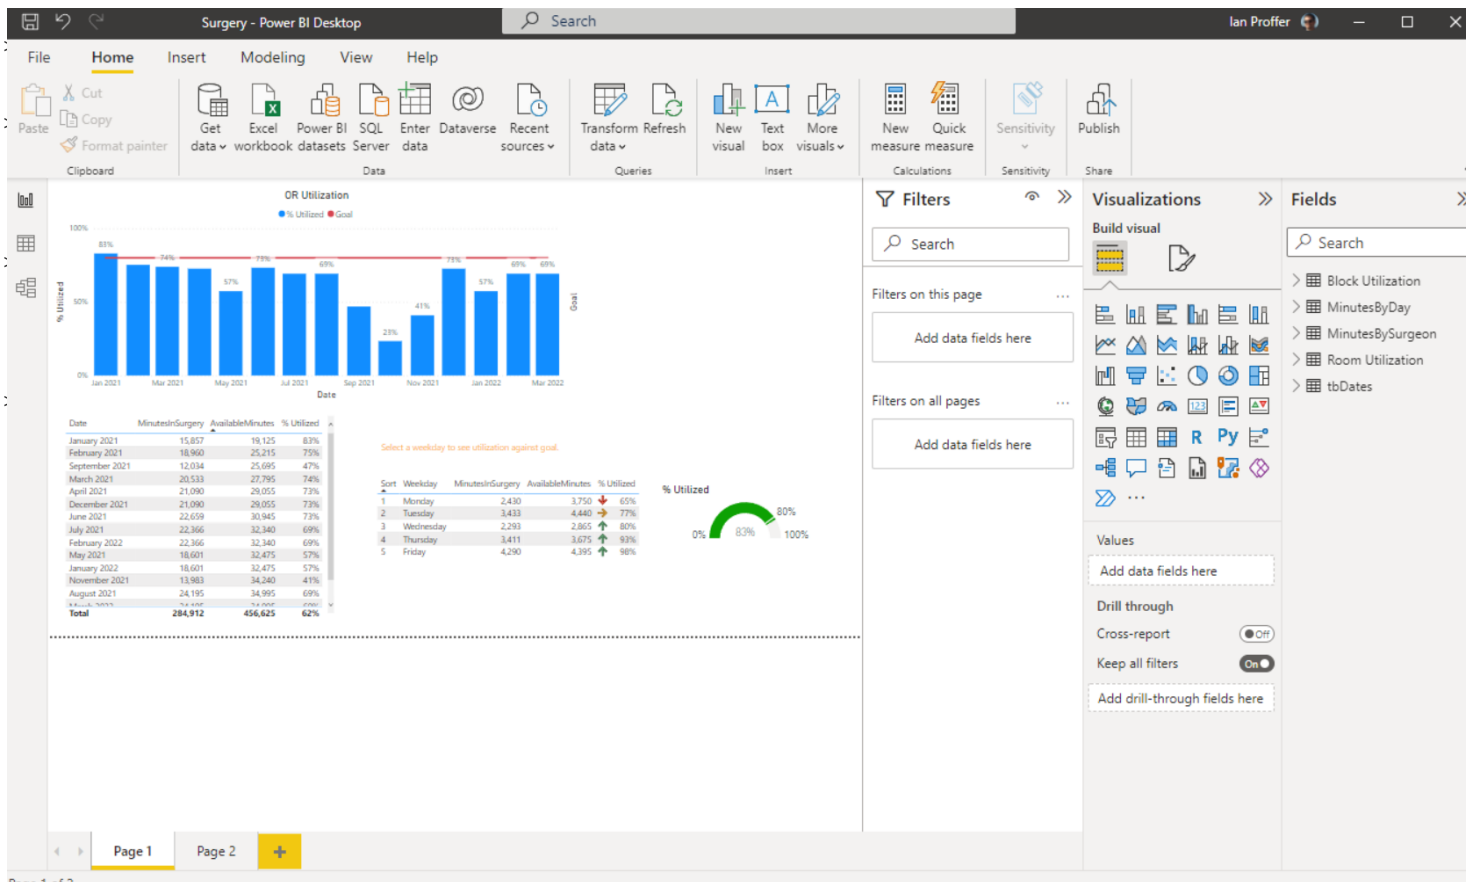 Surgery - Power BI Desktop
Search
Ian Proffer
File Home Insert Modeling View Help
Paste
Cut
Copy
Format painter
Clipboard
Get data
Excel workbook
Power BI datasets
SQL Server
Enter data
Dataverse
Recent sources
Data
Transform data
Refresh
Queries
New visual
Text box
More visuals
Insert
New measure
Quick measure
Calculations
Sensitivity
Sensitivity
Publish
Share
OR Utilization
% Utilized Goal
100%
50%
0%
% Utilized
Goal
83% 74% 57% 73% 69% 23% 41% 75% 57% 69% 69%
Jan 2021 Mar 2021 May 2021 Jul 2021 Sep 2021 Nov 2021 Jan 2022 Mar 2022
Date
Date MinutesInSurgery AvailableMinutes % Utilized
January 2021 15,857 19,125 83%
February 2021 18,960 25,215 75%
September 2021 12,034 25,695 47%
March 2021 20,533 27,795 74%
April 2021 21,090 29,055 73%
December 2021 21,090 29,055 73%
June 2021 22,659 30,945 73%
July 2021 22,366 32,340 69%
February 2022 22,366 32,340 69%
May 2021 18,601 32,475 57%
January 2022 18,601 32,475 57%
November 2021 13,983 34,240 41%
August 2021 24,195 34,995 69%
March 2022 24,195 34,995 69%
Total 284,912 456,625 62%
Select a weekday to see utilization against goal.
Sort Weekday MinutesInSurgery AvailableMinutes % Utilized
1 Monday 2,430 3,750 65%
2 Tuesday 3,433 4,440 77%
3 Wednesday 2,293 2,865 80%
4 Thursday 3,411 3,675 93%
5 Friday 4,290 4,395 98%
% Utilized
80%
0% 83% 100%
Filters
Search
Filters on this page ...
Add data fields here
Filters on all pages ...
Add data fields here
Visualizations
Build visual
123
R Py
...
Values
Add data fields here
Drill through
Cross-report Off
Keep all filters On
Add drill-through fields here
Fields
Search
Block Utilization
MinutesByDay
MinutesBySurgeon
Room Utilization
tbDates
Page 1 Page 2 +
Page 1 of 2